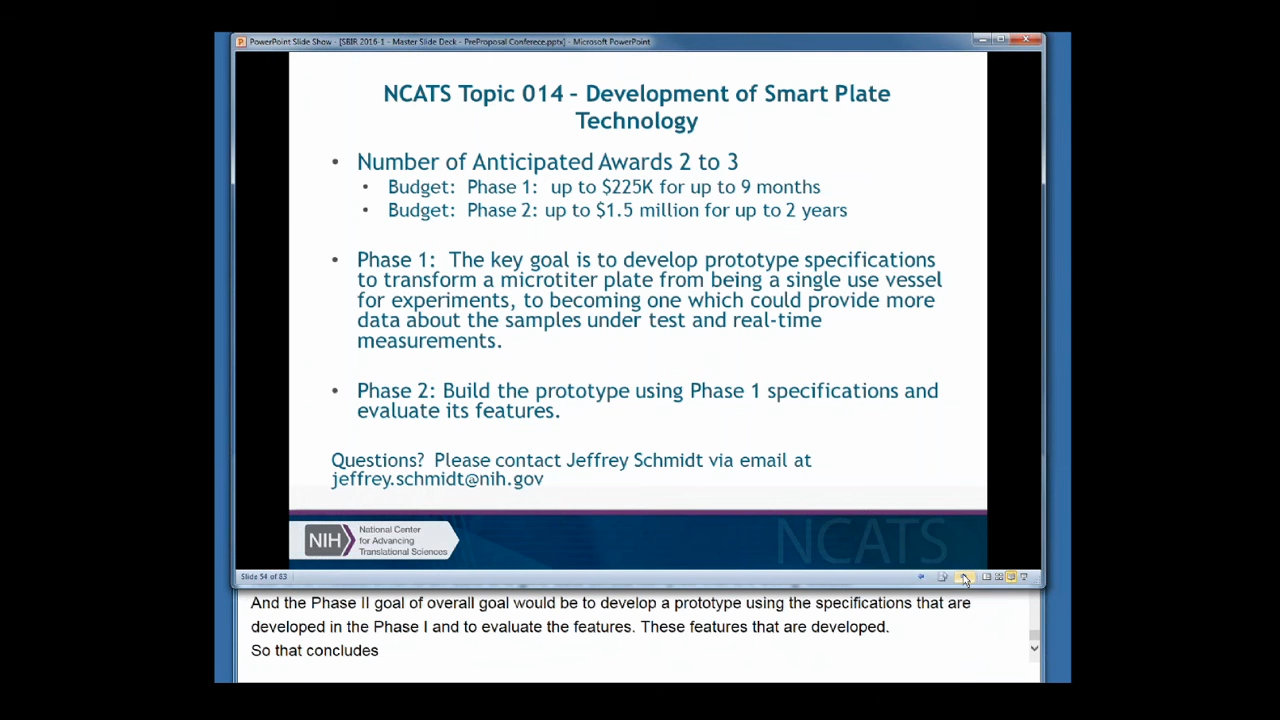 PowerPoint Slide Show - [SBIR 2016-1 - Master Slide Deck - PreProposal Conferece.pptx] - Microsoft PowerPoint
NCATS Topic 014 – Development of Smart Plate
Technology
• Number of Anticipated Awards 2 to 3
• Budget: Phase 1: up to $225K for up to 9 months
• Budget: Phase 2: up to $1.5 million for up to 2 years
• Phase 1: The key goal is to develop prototype specifications
to transform a microtiter plate from being a single use vessel
for experiments, to becoming one which could provide more
data about the samples under test and real-time
measurements.
• Phase 2: Build the prototype using Phase 1 specifications and
evaluate its features.
Questions? Please contact Jeffrey Schmidt via email at
jeffrey.schmidt@nih.gov
NIH
National Center
for Advancing
Translational Sciences
NCATS
Slide 54 of 83
And the Phase II goal of overall goal would be to develop a prototype using the specifications that are
developed in the Phase I and to evaluate the features. These features that are developed.
So that concludes